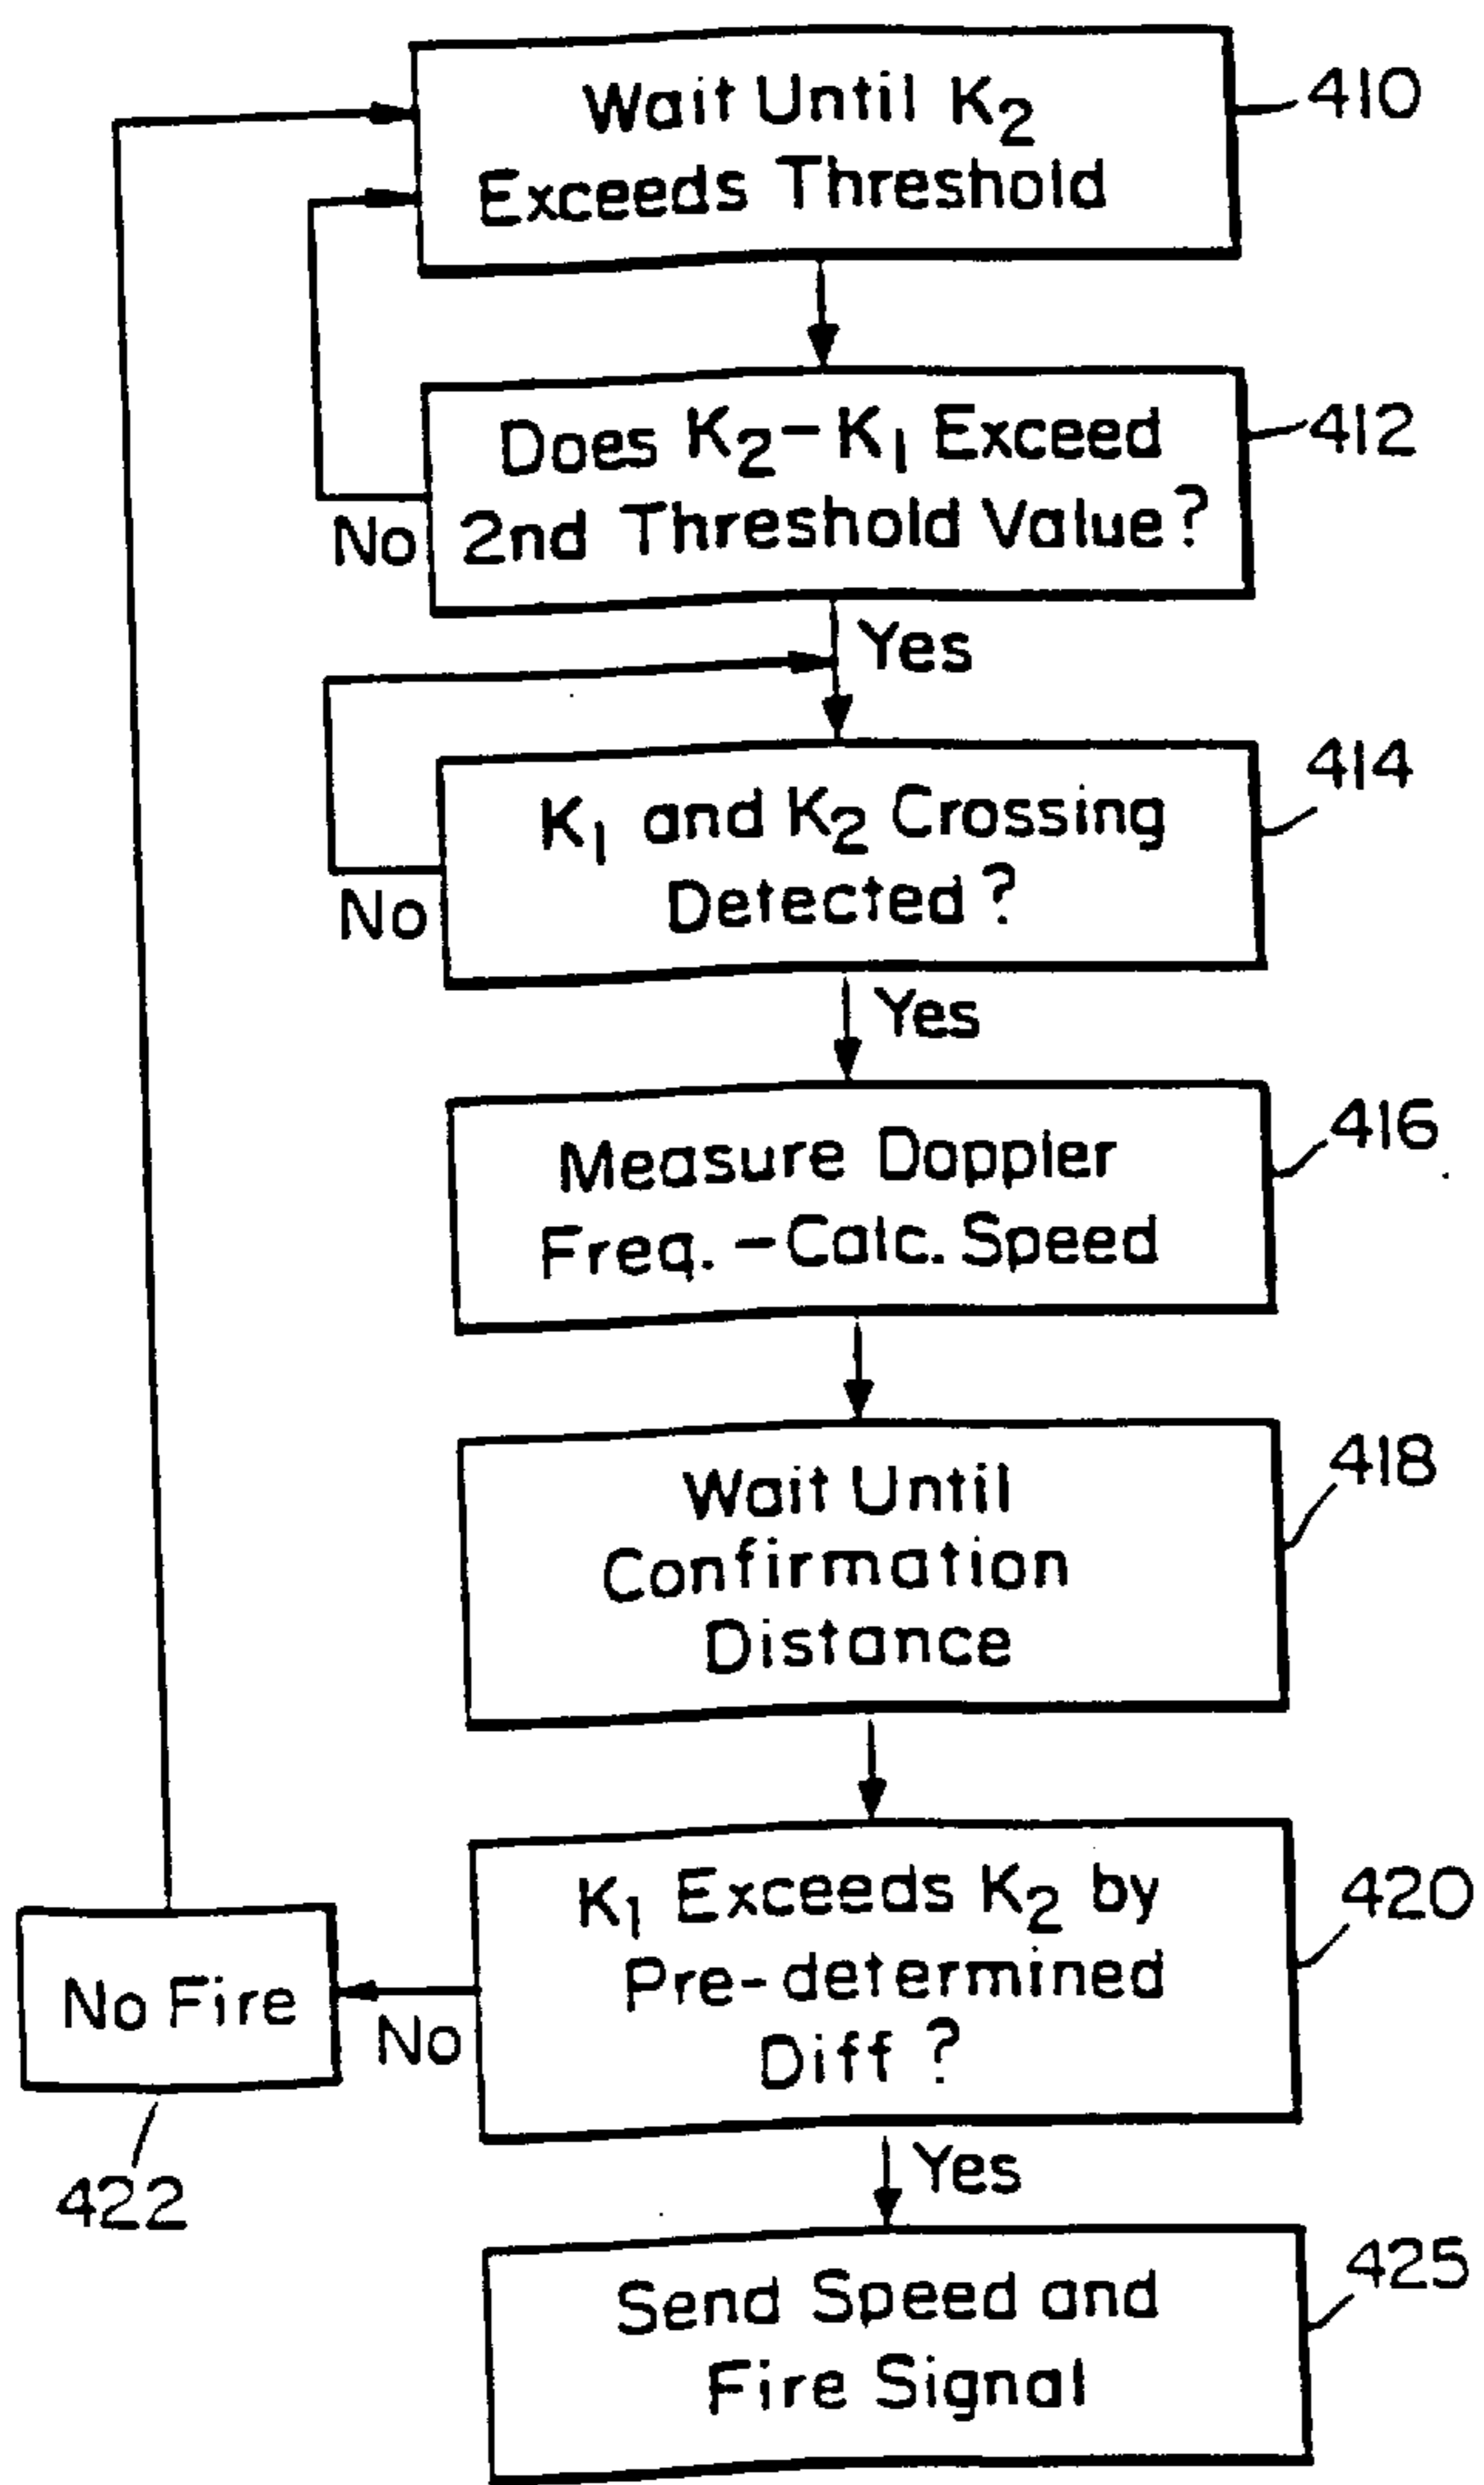 Wait Until K2
Exceeds Threshold
410
Does K2-K1 Exceed
2nd Threshold Value?
412
No
Yes
K1 and K2 Crossing
Detected?
414
No
Yes
Measure Doppler
Freq.-Calc. Speed
416
Wait Until
Confirmation
Distance
418
K1 Exceeds K2 by
Pre-determined
Diff?
420
No Fire
No
422
Yes
Send Speed and
Fire Signal
425